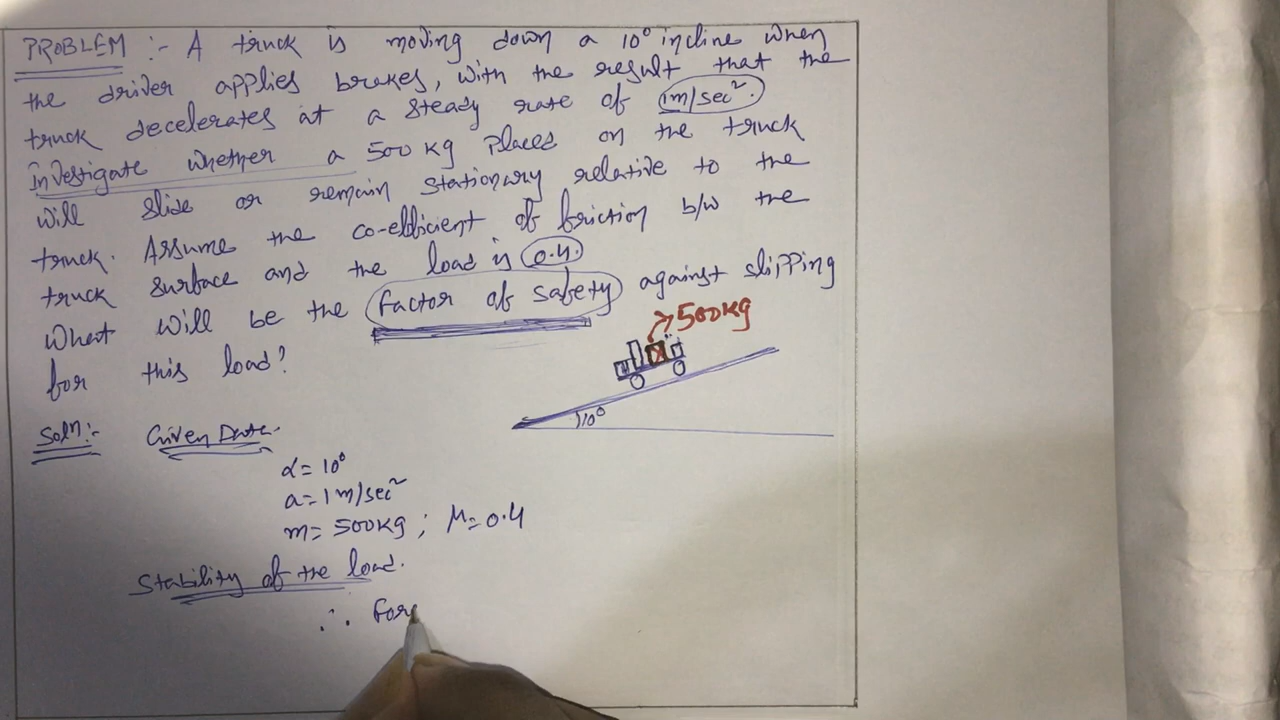 PROBLEM :- A truck is moving down a 10° incline when
the driver applies brakes, with the result that the
truck decelerates at a steady rate of 1m/sec².
Investigate whether a 500 kg places on the truck
will slide or remain stationary relative to the
truck. Assume the co-efficient of friction b/w the
truck surface and the load is 0.4.
What will be the factor of safety against slipping
for this load?
500kg
10°
Soln:- Given Data-
α = 10°
a = 1 m/sec²
m = 500kg ; μ = 0.4
Stability of the load.
∴ For